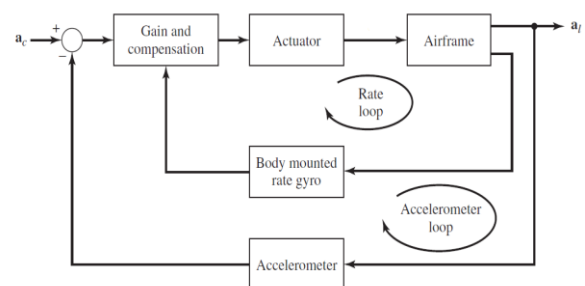 a_c
+
−
Gain and
compensation
Actuator
Airframe
a_l
Rate
loop
Body mounted
rate gyro
Accelerometer
loop
Accelerometer